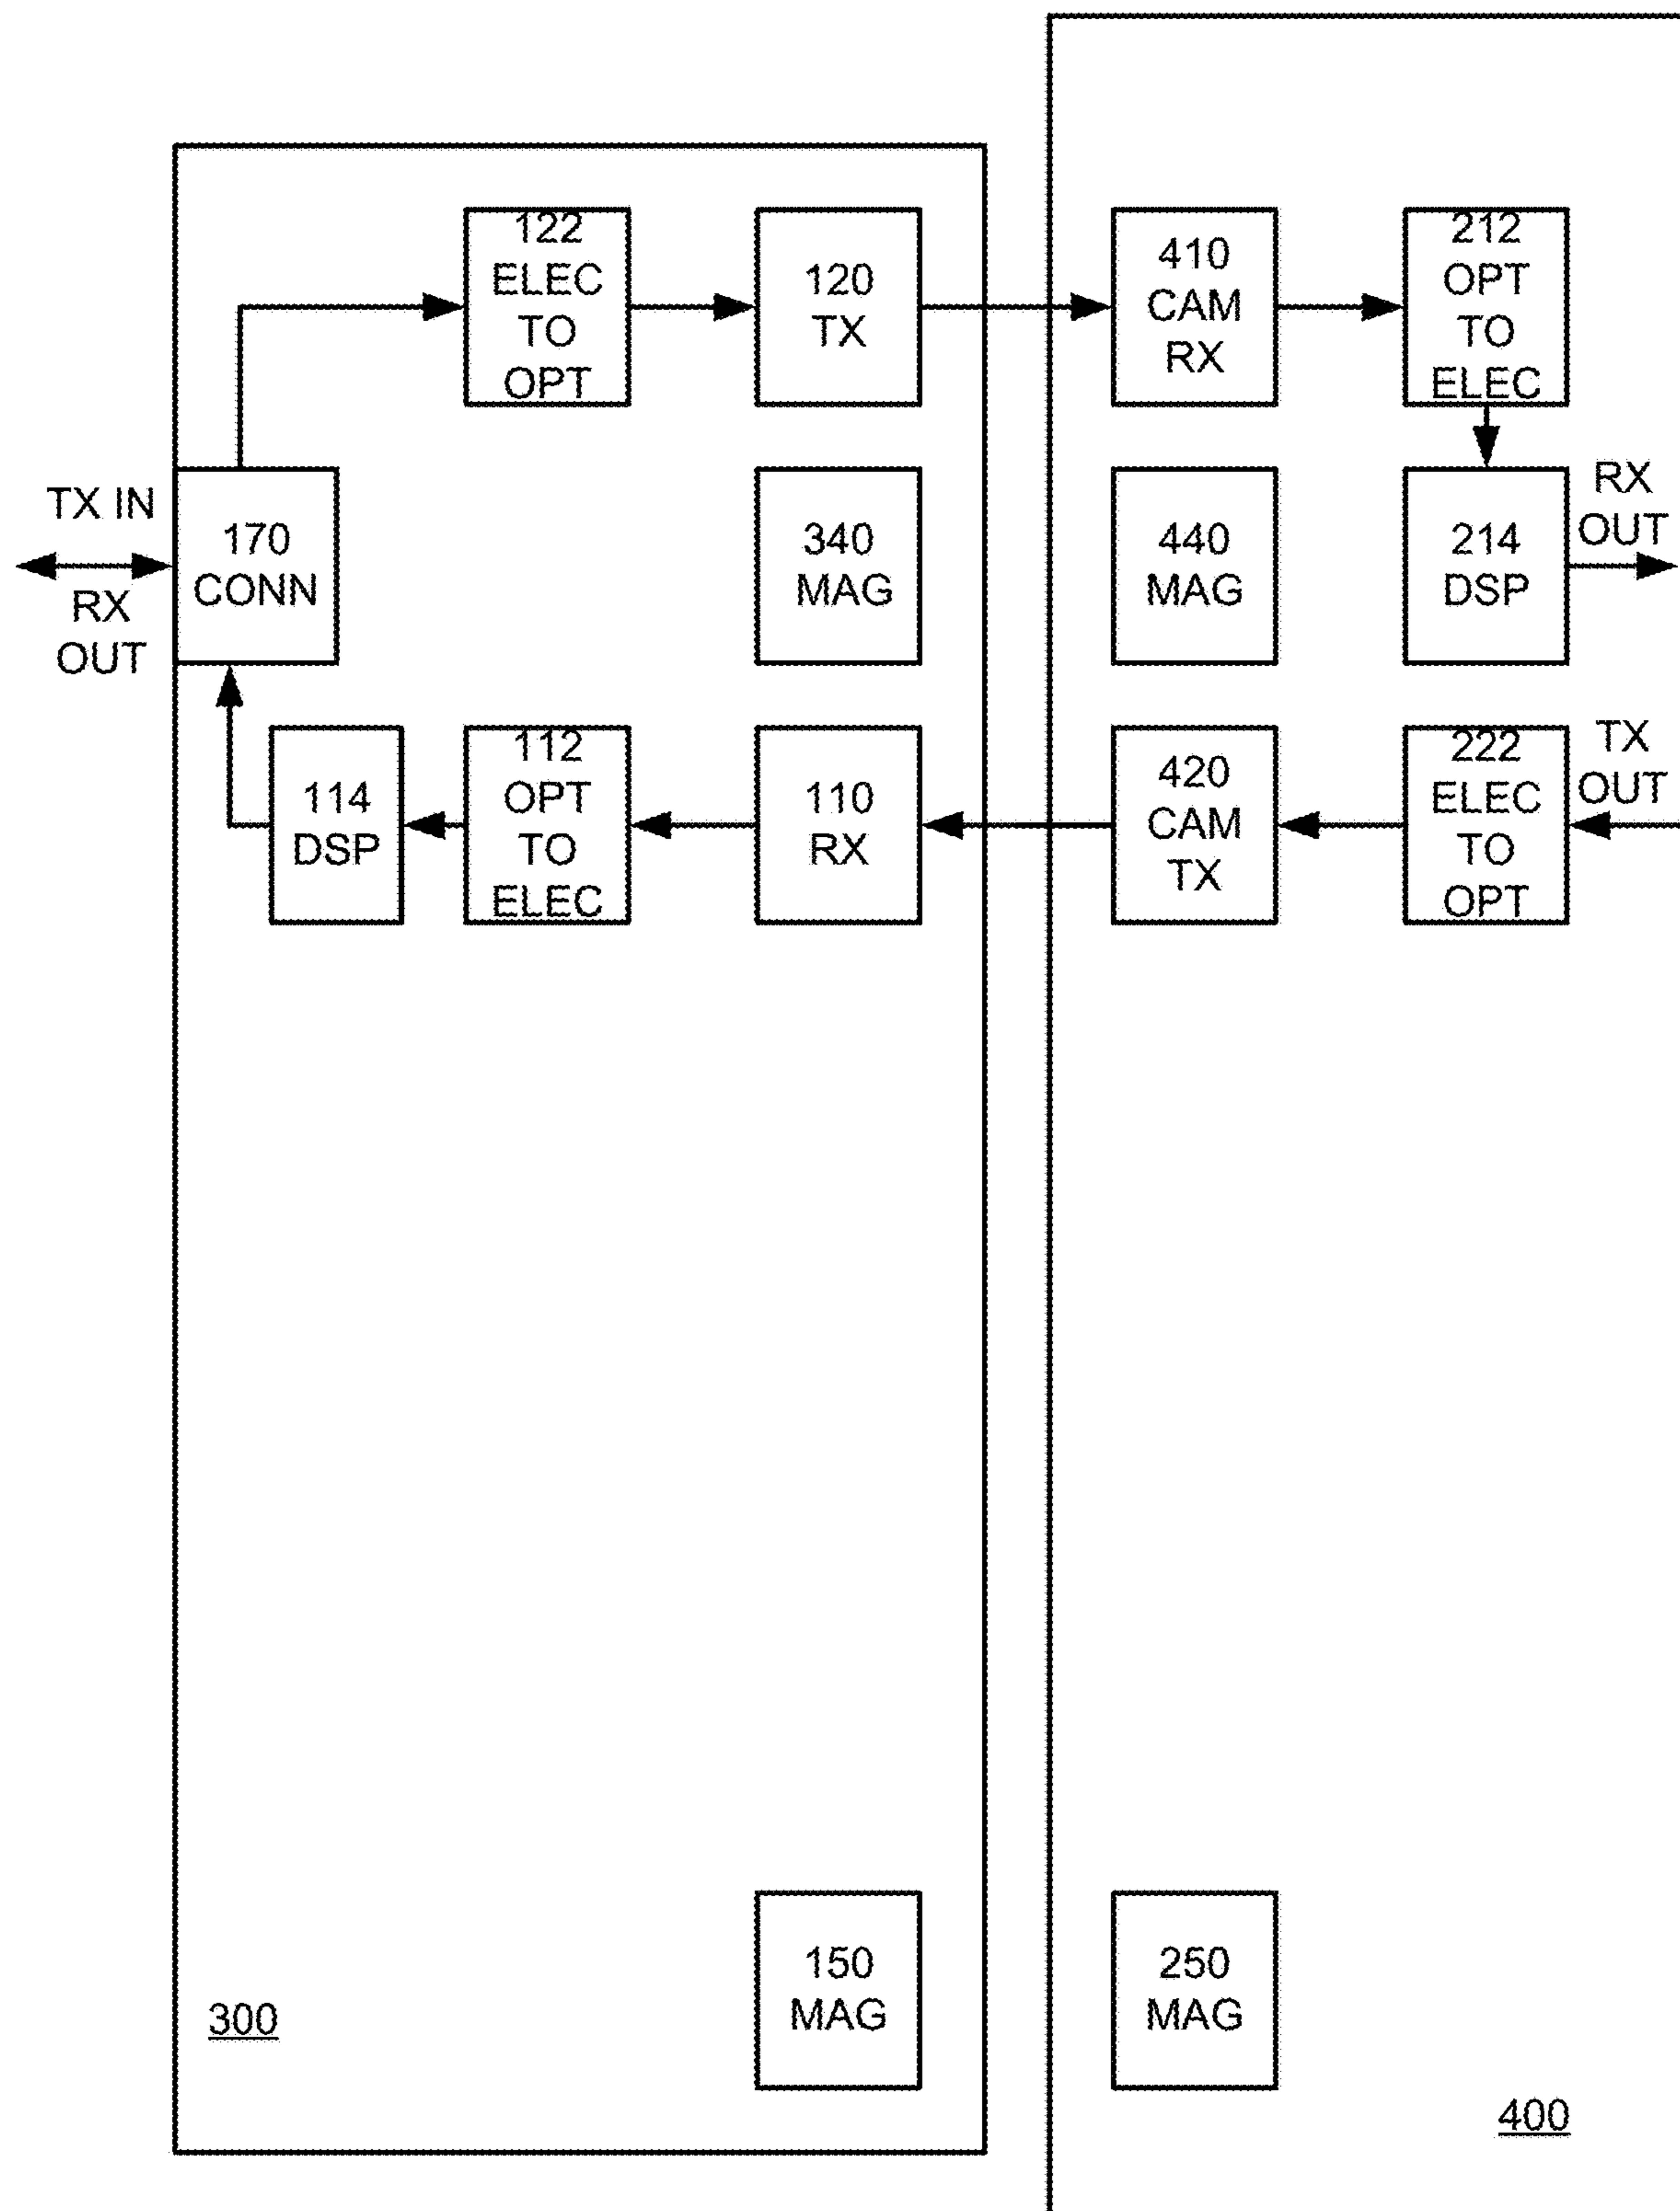 122
ELEC
TO
OPT
120
TX
410
CAM
RX
212
OPT
TO
ELEC
TX IN
RX
OUT
170
CONN
340
MAG
440
MAG
214
DSP
RX
OUT
114
DSP
112
OPT
TO
ELEC
110
RX
420
CAM
TX
222
ELEC
TO
OPT
TX
OUT
150
MAG
250
MAG
300
400